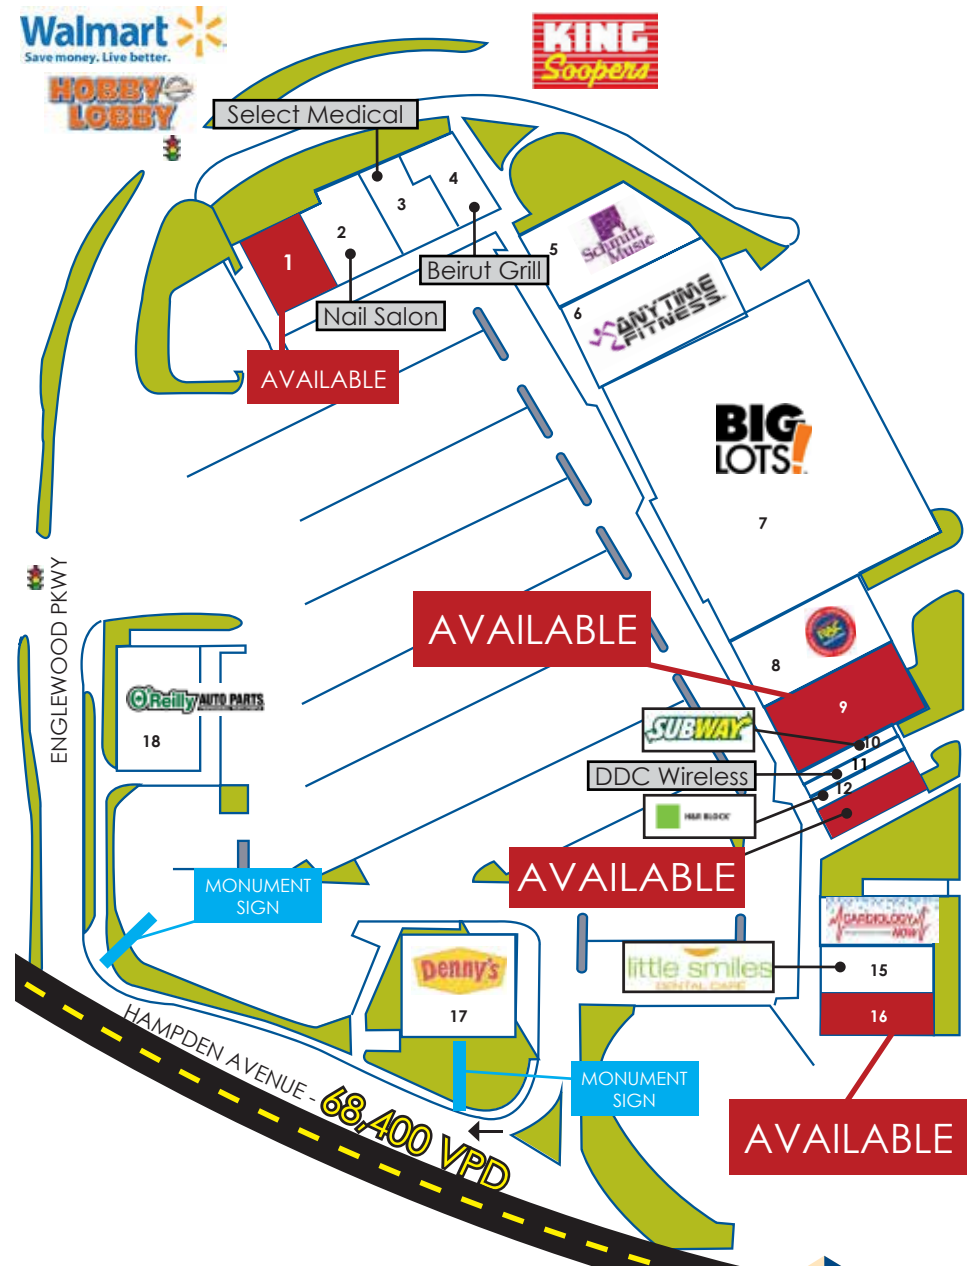 Walmart
Save money. Live better.
HOBBY
LOBBY
KING
Soopers
Select Medical
4
3
2
1
Beirut Grill
Nail Salon
AVAILABLE
5
Schmitt
Music
6
ANYTIME
FITNESS
BIG
LOTS!
7
ENGLEWOOD PKWY
AVAILABLE
8
9
O'Reilly AUTO PARTS
18
SUBWAY
10
11
DDC Wireless
12
H&R BLOCK
AVAILABLE
MONUMENT
SIGN
CARDIOLOGY
NOW
little smiles
DENTAL CARE
15
16
Denny's
17
MONUMENT
SIGN
HAMPDEN AVENUE - 68,400 VPD
AVAILABLE